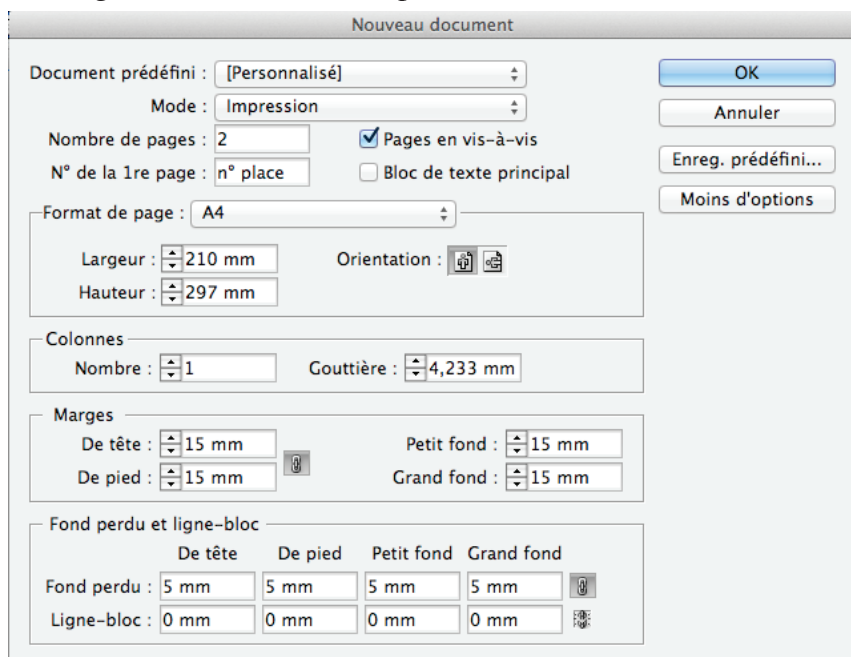 Nouveau document
Document prédéfini : [Personnalisé] OK
Mode : Impression Annuler
Nombre de pages : 2 Pages en vis-à-vis
Enreg. prédéfini...
N° de la 1re page : n° place Bloc de texte principal
Moins d'options
Format de page : A4
Largeur : 210 mm Orientation :
Hauteur : 297 mm
Colonnes
Nombre : 1 Gouttière : 4,233 mm
Marges
De tête : 15 mm Petit fond : 15 mm
De pied : 15 mm Grand fond : 15 mm
Fond perdu et ligne-bloc
De tête De pied Petit fond Grand fond
Fond perdu : 5 mm 5 mm 5 mm 5 mm
Ligne-bloc : 0 mm 0 mm 0 mm 0 mm